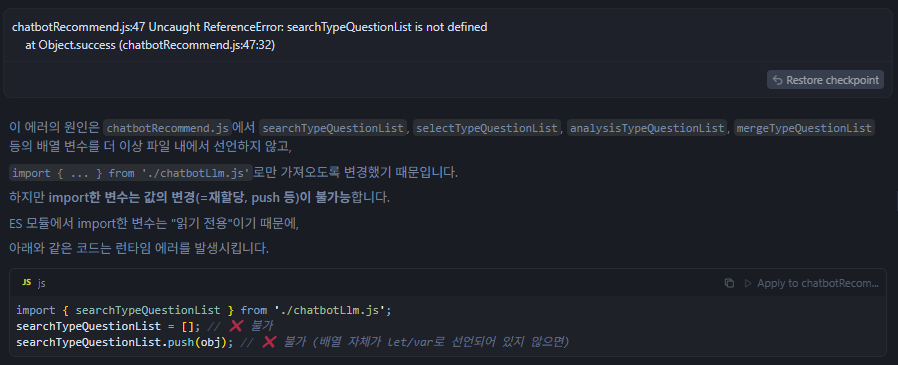 chatbotRecommend.js:47 Uncaught ReferenceError: searchTypeQuestionList is not defined
    at Object.success (chatbotRecommend.js:47:32)
Restore checkpoint
이 에러의 원인은 chatbotRecommend.js에서 searchTypeQuestionList, selectTypeQuestionList, analysisTypeQuestionList, mergeTypeQuestionList
등의 배열 변수를 더 이상 파일 내에서 선언하지 않고,
import { ... } from './chatbotLlm.js'로만 가져오도록 변경했기 때문입니다.
하지만 import한 변수는 값의 변경(=재할당, push 등)이 불가능합니다.
ES 모듈에서 import한 변수는 "읽기 전용"이기 때문에,
아래와 같은 코드는 런타임 에러를 발생시킵니다.
JS js
Apply to chatbotRecom...
import { searchTypeQuestionList } from './chatbotLlm.js';
searchTypeQuestionList = []; // ❌ 불가
searchTypeQuestionList.push(obj); // ❌ 불가 (배열 자체가 let/var로 선언되어 있지 않으면)